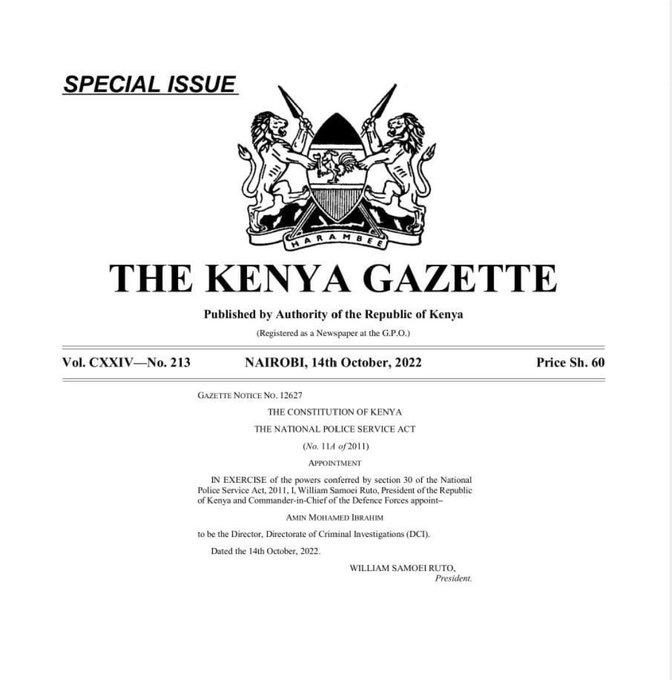 SPECIAL ISSUE
HARAMBEE
THE KENYA GAZETTE
Published by Authority of the Republic of Kenya
(Registered as a Newspaper at the G.P.O.)
Vol. CXXIV—No. 213 NAIROBI, 14th October, 2022 Price Sh. 60
GAZETTE NOTICE NO. 12627
THE CONSTITUTION OF KENYA
THE NATIONAL POLICE SERVICE ACT
(No. 11A of 2011)
APPOINTMENT
IN EXERCISE of the powers conferred by section 30 of the National
Police Service Act, 2011, I, William Samoei Ruto, President of the Republic
of Kenya and Commander-in-Chief of the Defence Forces appoint–
AMIN MOHAMED IBRAHIM
to be the Director, Directorate of Criminal Investigations (DCI).
Dated the 14th October, 2022.
WILLIAM SAMOEI RUTO,
President.